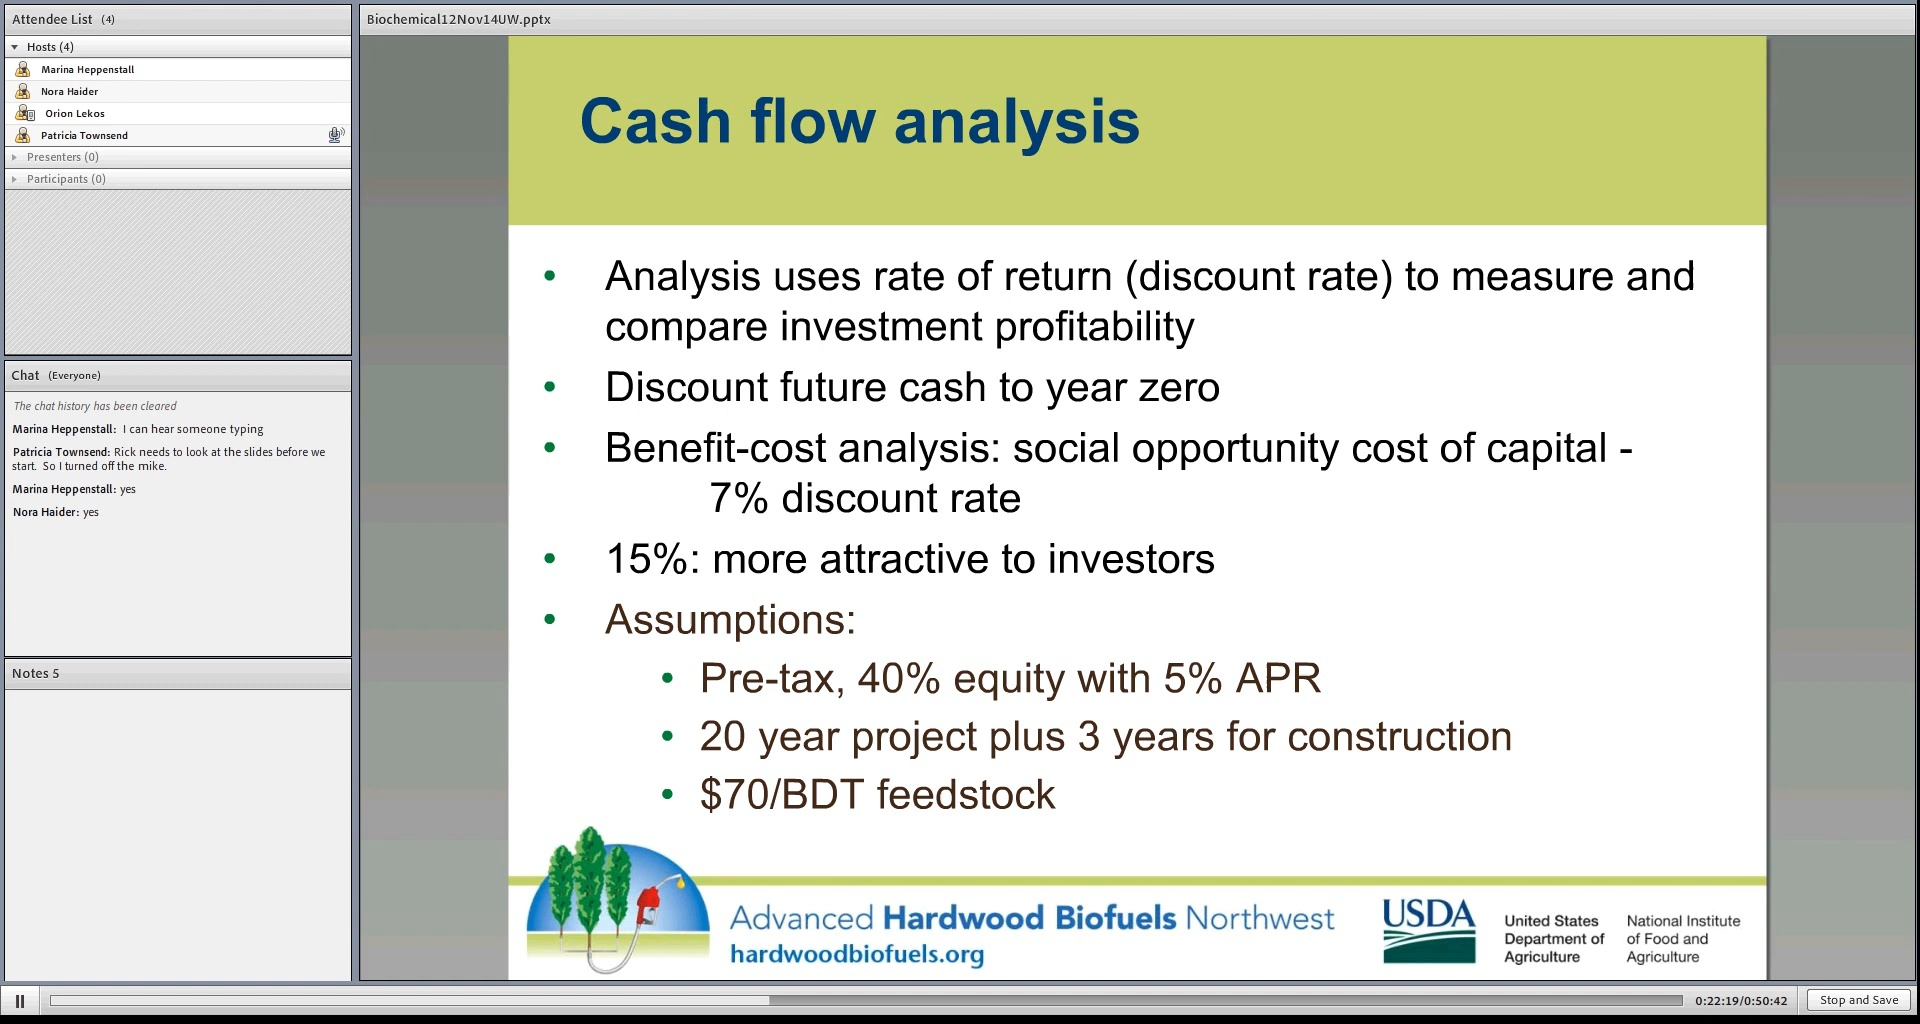 Attendee List (4)
Hosts (4)
Marina Heppenstall
Nora Haider
Orion Lekos
Patricia Townsend
Presenters (0)
Participants (0)
Chat (Everyone)
The chat history has been cleared
Marina Heppenstall: I can hear someone typing
Patricia Townsend: Rick needs to look at the slides before we
start. So I turned off the mike.
Marina Heppenstall: yes
Nora Haider: yes
Notes 5
Biochemical12Nov14UW.pptx
Cash flow analysis
• Analysis uses rate of return (discount rate) to measure and
compare investment profitability
• Discount future cash to year zero
• Benefit-cost analysis: social opportunity cost of capital -
7% discount rate
• 15%: more attractive to investors
• Assumptions:
• Pre-tax, 40% equity with 5% APR
• 20 year project plus 3 years for construction
• $70/BDT feedstock
Advanced Hardwood Biofuels Northwest
hardwoodbiofuels.org
USDA
United States
Department of
Agriculture
National Institute
of Food and
Agriculture
0:22:19/0:50:42
Stop and Save